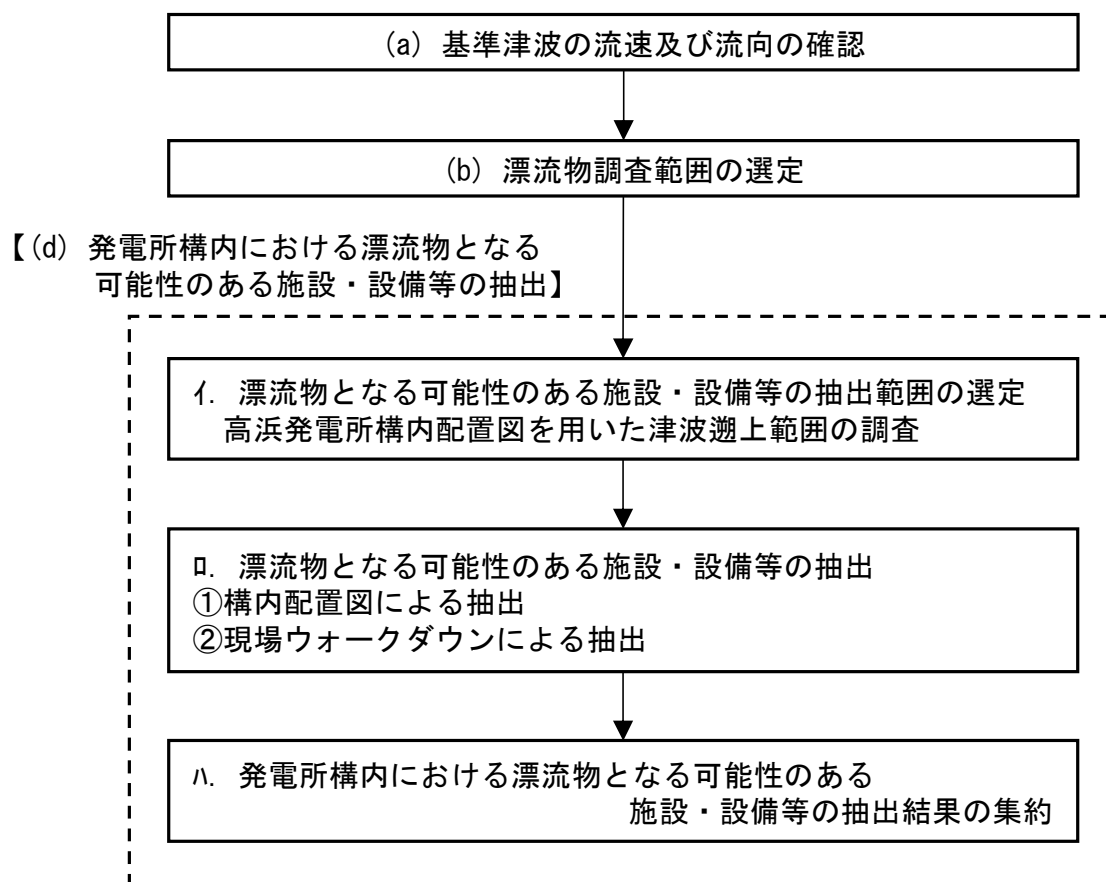 (a) 基準津波の流速及び流向の確認
(b) 漂流物調査範囲の選定
【(d) 発電所構内における漂流物となる
可能性のある施設・設備等の抽出】
ｲ. 漂流物となる可能性のある施設・設備等の抽出範囲の選定
高浜発電所構内配置図を用いた津波遡上範囲の調査
ﾛ. 漂流物となる可能性のある施設・設備等の抽出
①構内配置図による抽出
②現場ウォークダウンによる抽出
ﾊ. 発電所構内における漂流物となる可能性のある
施設・設備等の抽出結果の集約